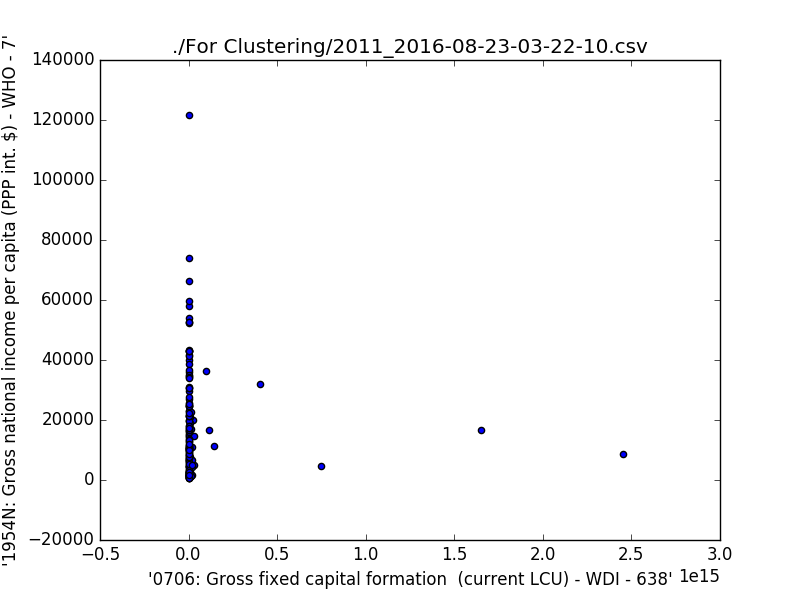 ./For Clustering/2011_2016-08-23-03-22-10.csv
'1954N: Gross national income per capita (PPP int. $) - WHO - 7'
140000
120000
100000
80000
60000
40000
20000
0
−20000
−0.5 0.0 0.5 1.0 1.5 2.0 2.5 3.0
1e15
'0706: Gross fixed capital formation  (current LCU) - WDI - 638'